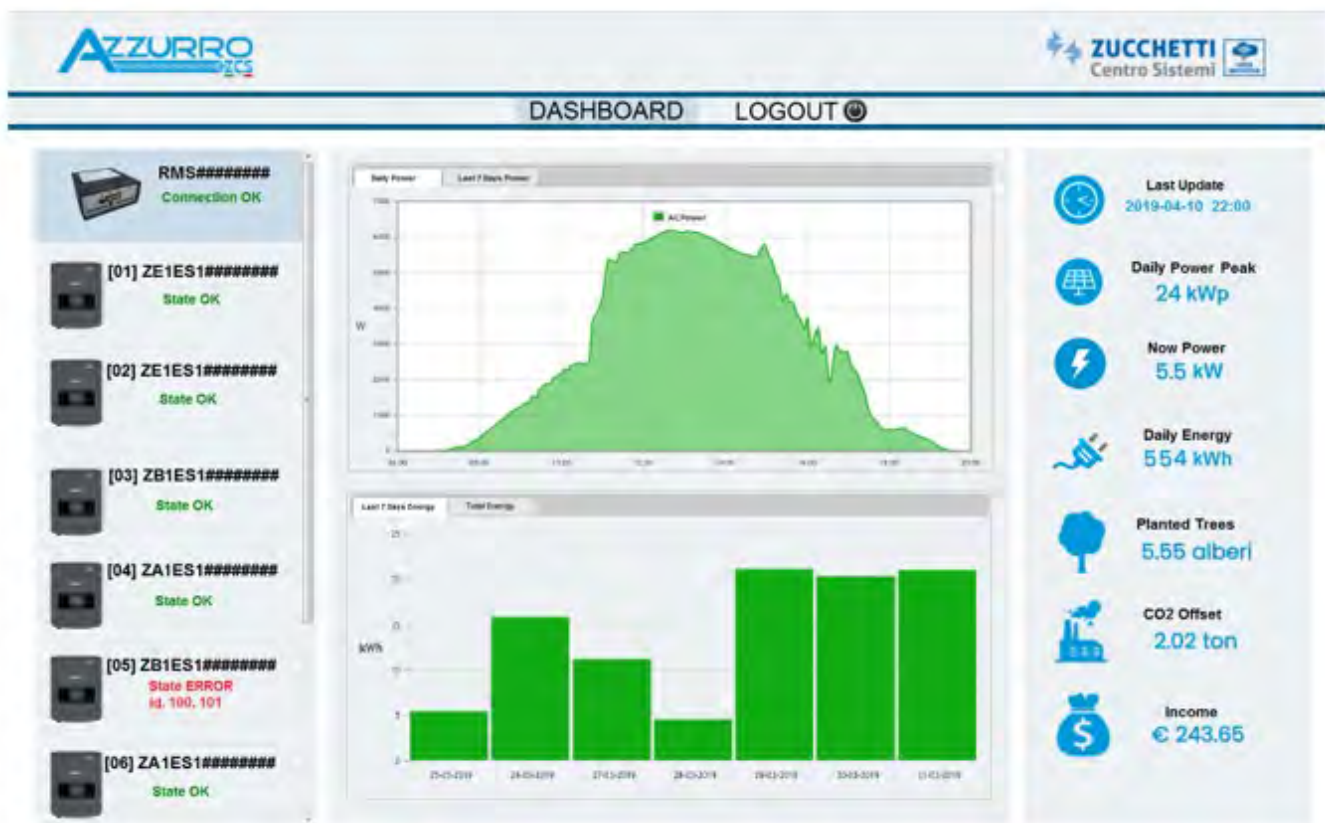 AZZURRO
ZCS
ZUCCHETTI
Centro Sistemi
DASHBOARD LOGOUT
RMS########
Connection OK
[01] ZE1ES1########
State OK
[02] ZE1ES1########
State OK
[03] ZB1ES1########
State OK
[04] ZA1ES1########
State OK
[05] ZB1ES1########
State ERROR
id. 100, 101
[06] ZA1ES1########
State OK
Daily Power Last 7 Days Power
AC Power
W
Last 7 Days Energy Total Energy
kWh
5
0
Last Update
2019-04-10 22:00
Daily Power Peak
24 kWp
Now Power
5.5 kW
Daily Energy
554 kWh
Planted Trees
5.55 alberi
CO2 Offset
2.02 ton
Income
€ 243.65